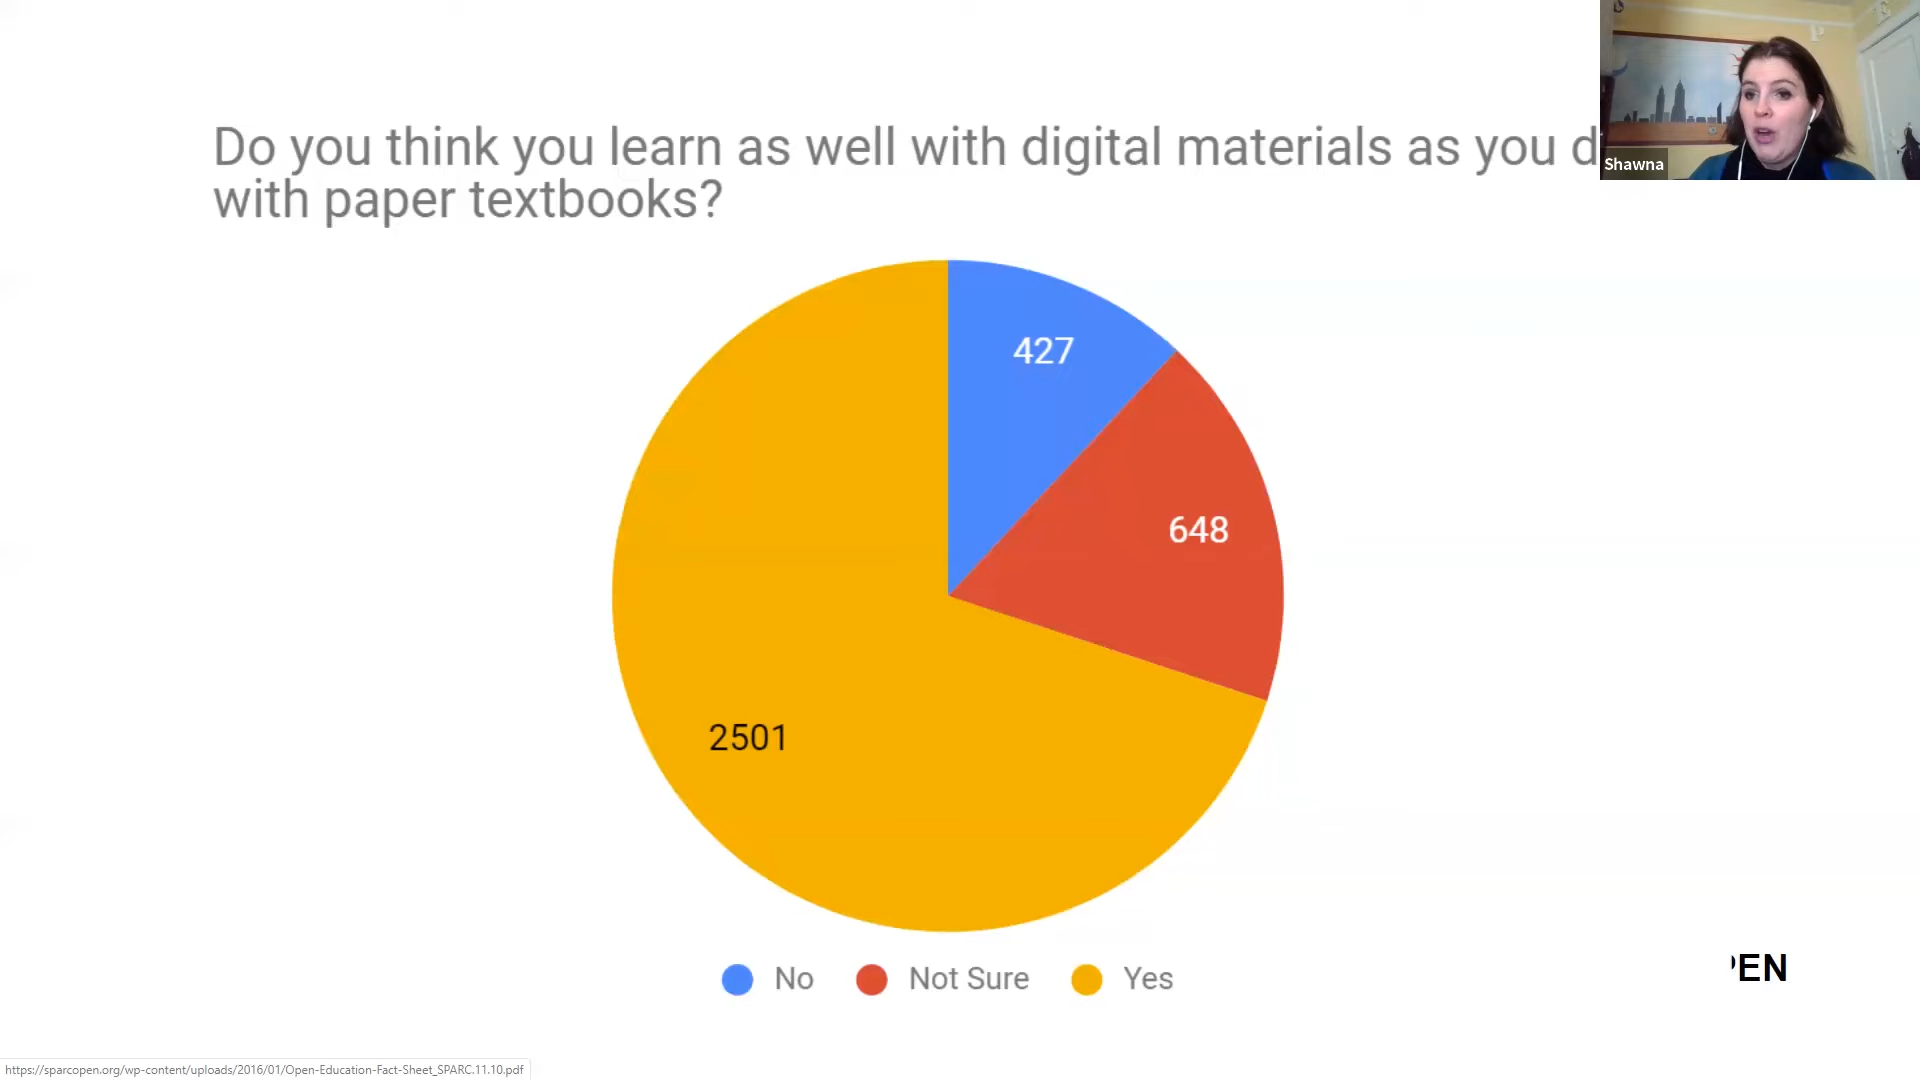 Do you think you learn as well with digital materials as you d
with paper textbooks?
Shawna
427
648
2501
No
Not Sure
Yes
PEN
https://sparcopen.org/wp-content/uploads/2016/01/Open-Education-Fact-Sheet_SPARC.11.10.pdf